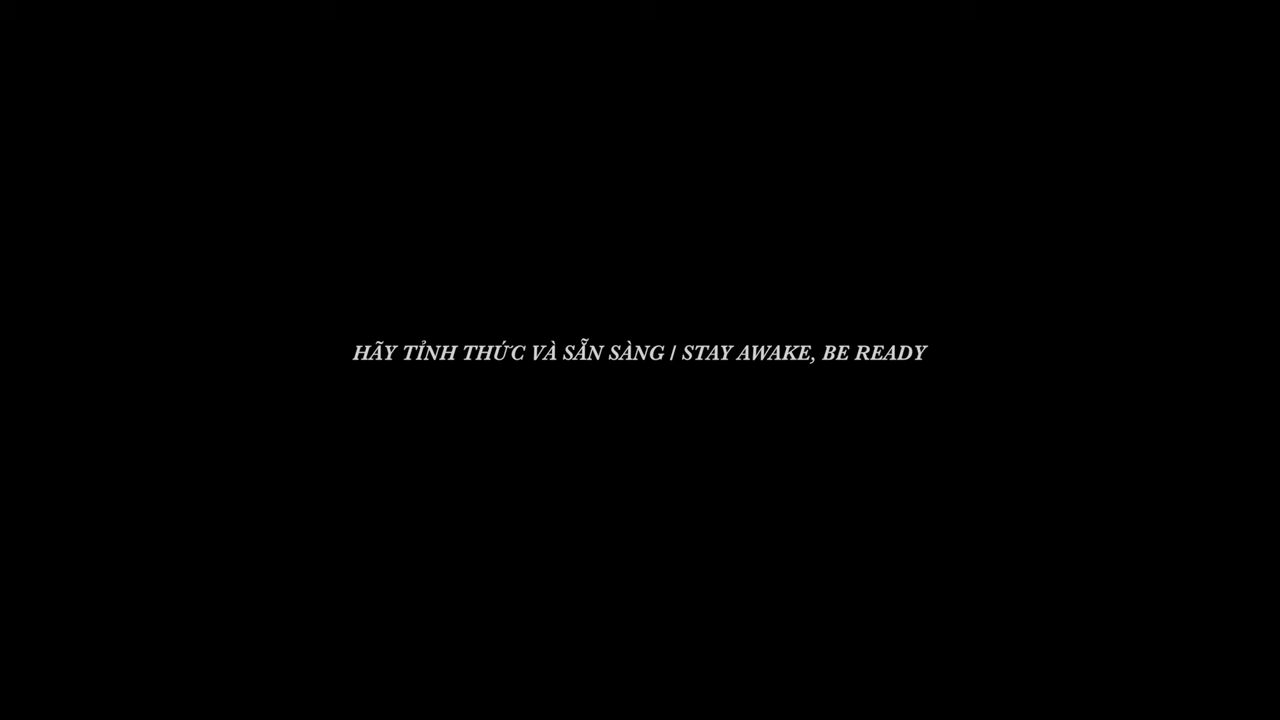 HÃY TỈNH THỨC VÀ SẴN SÀNG / STAY AWAKE, BE READY